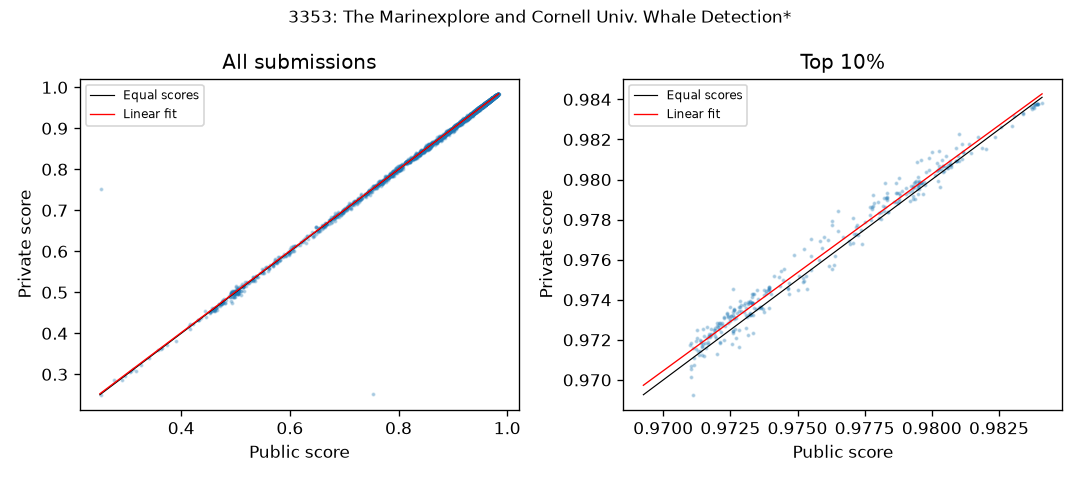 3353: The Marinexplore and Cornell Univ. Whale Detection*
All submissions
Equal scores
Linear fit
1.0
0.9
0.8
0.7
0.6
0.5
0.4
0.3
Private score
0.4 0.6 0.8 1.0
Public score
Top 10%
Equal scores
Linear fit
0.984
0.982
0.980
0.978
0.976
0.974
0.972
0.970
Private score
0.9700 0.9725 0.9750 0.9775 0.9800 0.9825
Public score